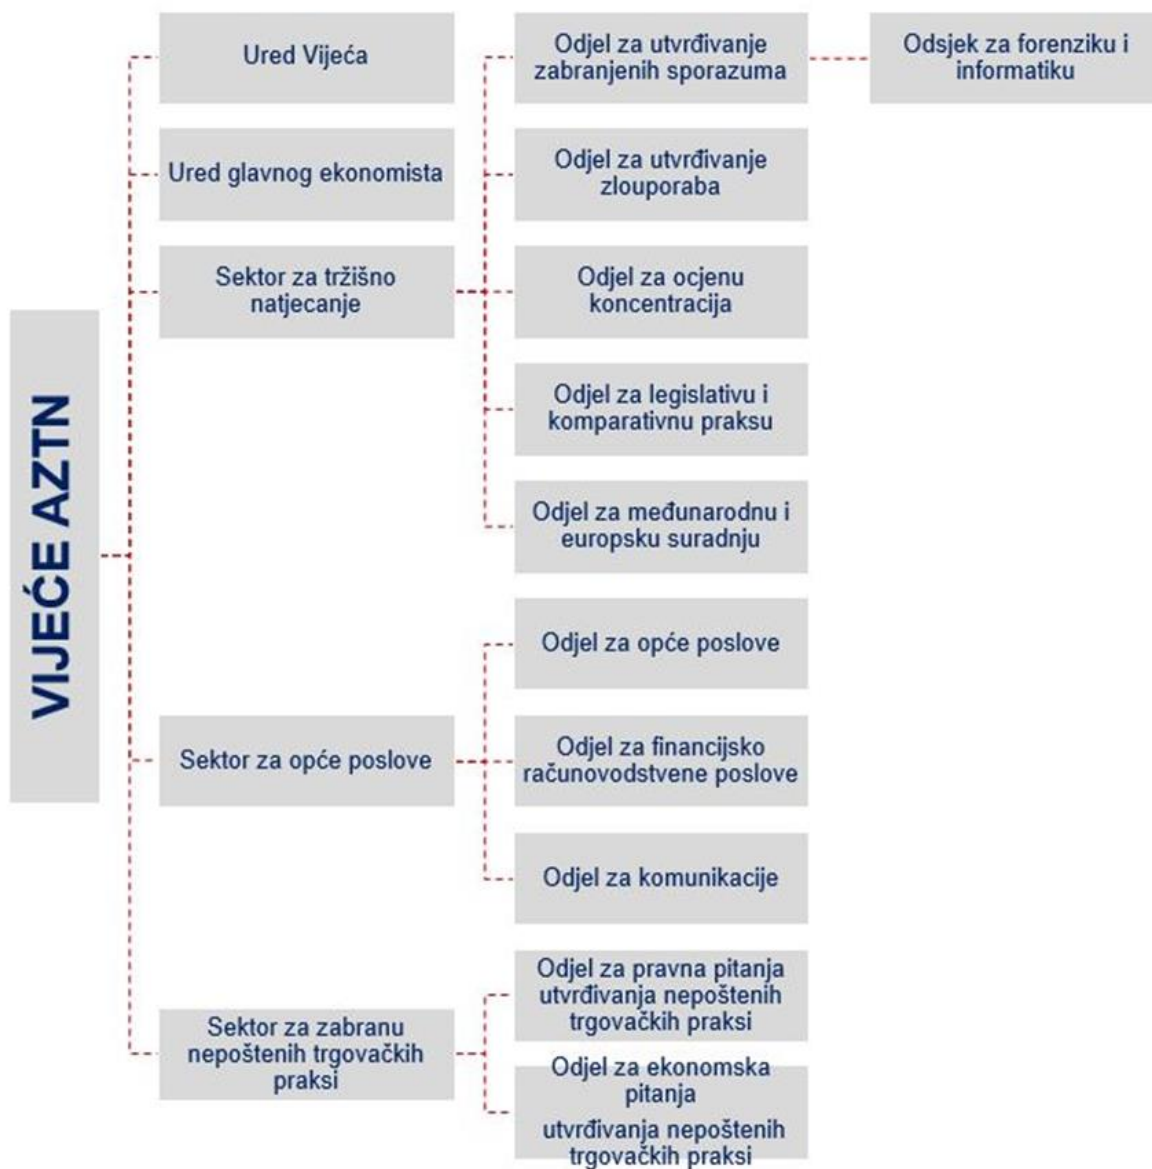 VIJEĆE AZTN
Ured Vijeća
Ured glavnog ekonomista
Sektor za tržišno
natjecanje
Odjel za utvrđivanje
zabranjenih sporazuma
Odsjek za forenziku i
informatiku
Odjel za utvrđivanje
zlouporaba
Odjel za ocjenu
koncentracija
Odjel za legislativu i
komparativnu praksu
Odjel za međunarodnu i
europsku suradnju
Sektor za opće poslove
Odjel za opće poslove
Odjel za financijsko
računovodstvene poslove
Odjel za komunikacije
Sektor za zabranu
nepoštenih trgovačkih
praksi
Odjel za pravna pitanja
utvrđivanja nepoštenih
trgovačkih praksi
Odjel za ekonomska
pitanja
utvrđivanja nepoštenih
trgovačkih praksi